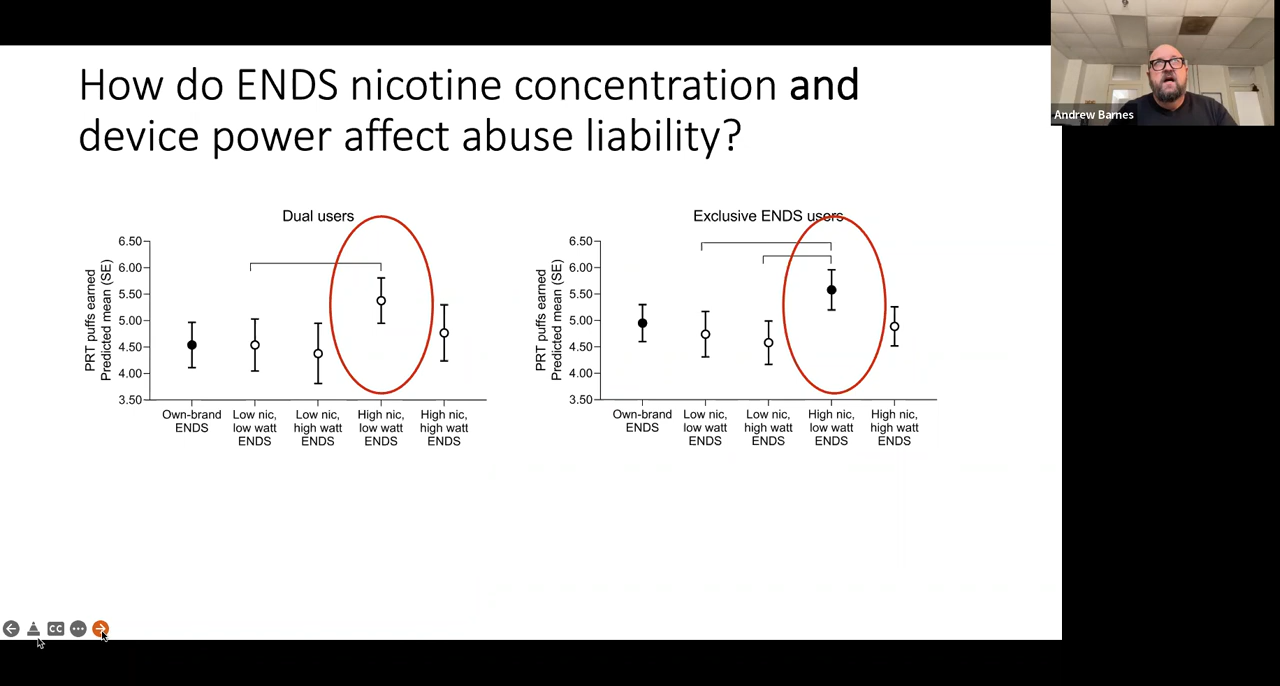 How do ENDS nicotine concentration and
device power affect abuse liability?
Andrew Barnes
Dual users
PRT puffs earned
Predicted mean (SE)
6.50
6.00
5.50
5.00
4.50
4.00
3.50
Own-brand
ENDS
Low nic,
low watt
ENDS
Low nic,
high watt
ENDS
High nic,
low watt
ENDS
High nic,
high watt
ENDS
Exclusive ENDS users
PRT puffs earned
Predicted mean (SE)
6.50
6.00
5.50
5.00
4.50
4.00
3.50
Own-brand
ENDS
Low nic,
low watt
ENDS
Low nic,
high watt
ENDS
High nic,
low watt
ENDS
High nic,
high watt
ENDS
CC